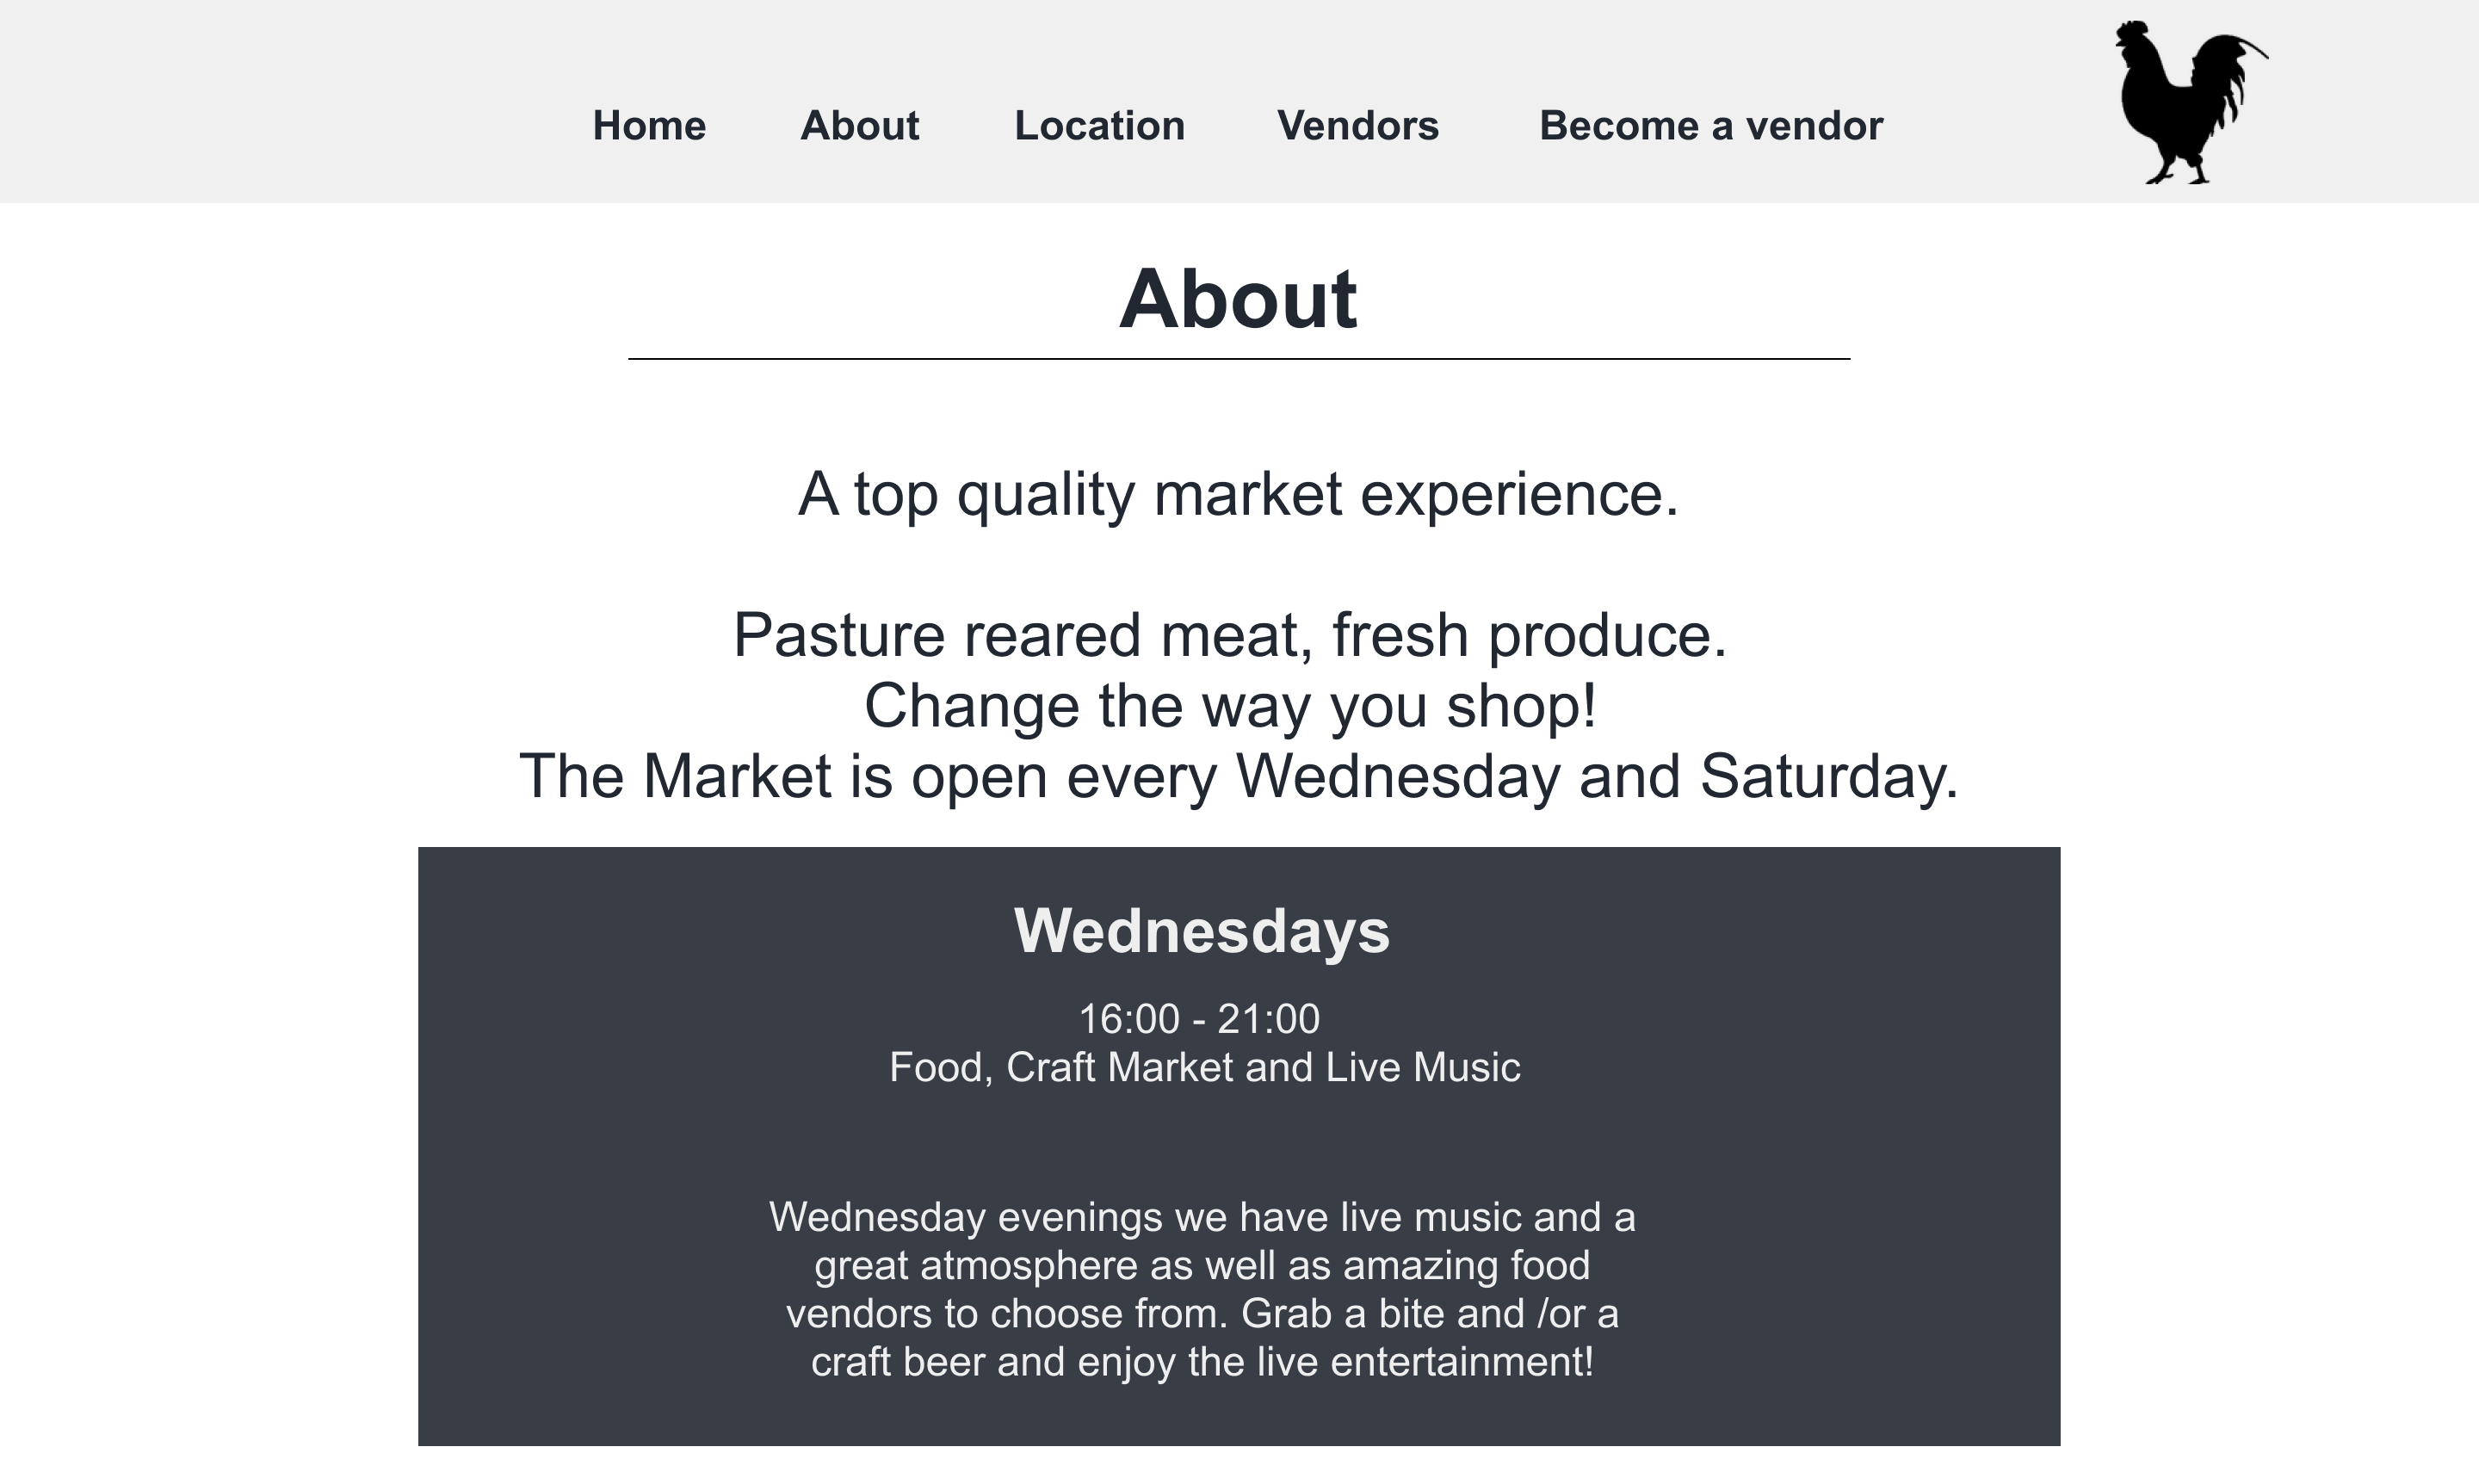 Home About Location Vendors Become a vendor
About
A top quality market experience.
Pasture reared meat, fresh produce.
Change the way you shop!
The Market is open every Wednesday and Saturday.
Wednesdays
16:00 - 21:00
Food, Craft Market and Live Music
Wednesday evenings we have live music and a
great atmosphere as well as amazing food
vendors to choose from. Grab a bite and /or a
craft beer and enjoy the live entertainment!